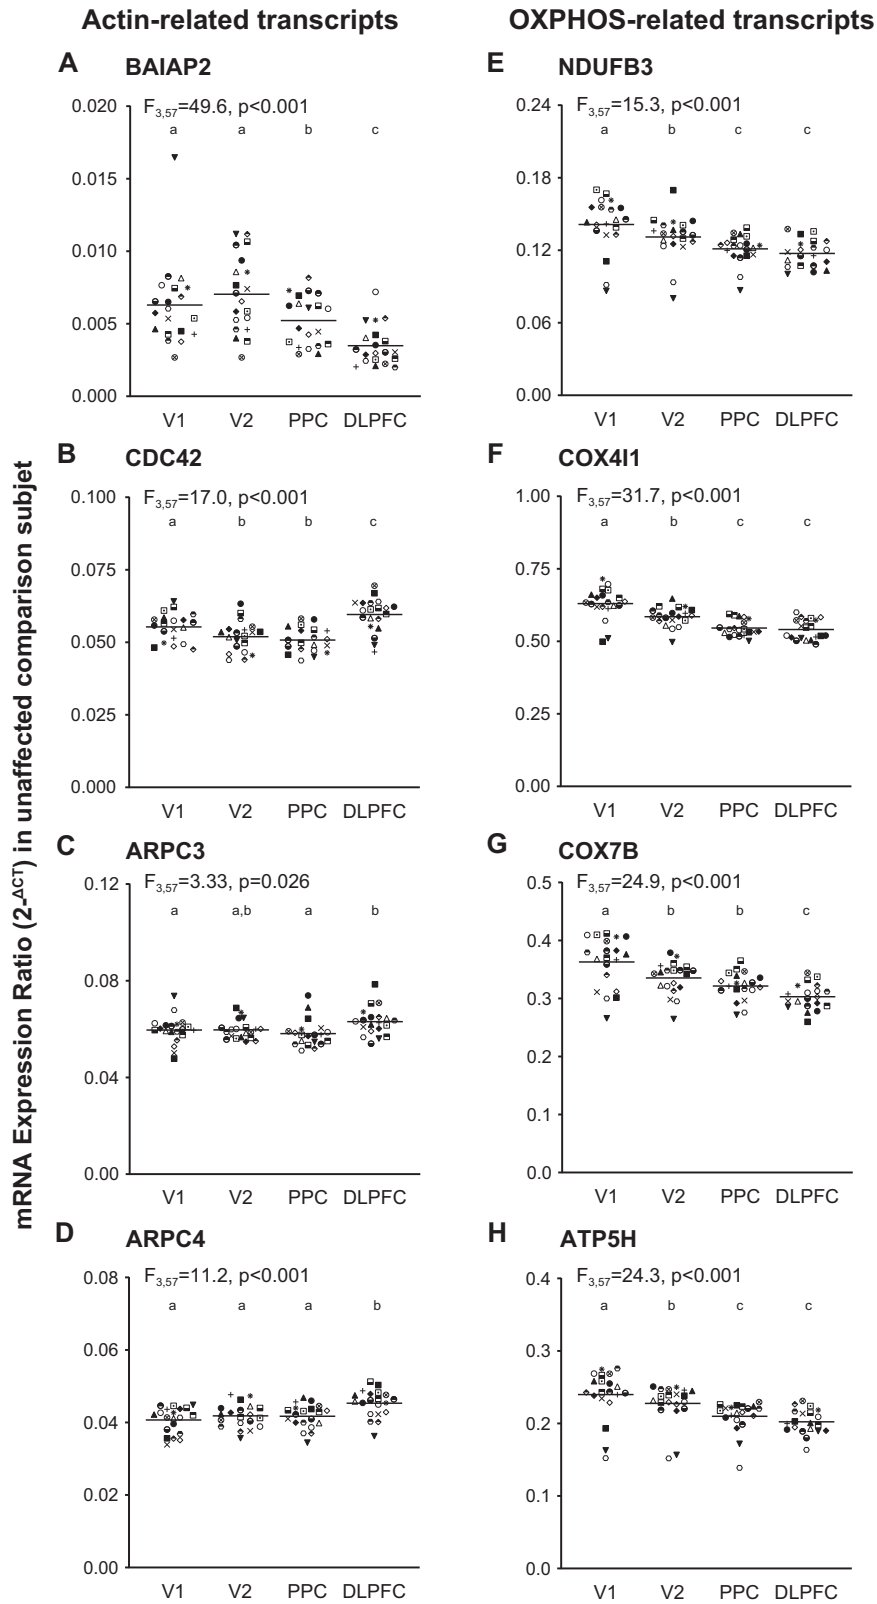 Actin-related transcripts
OXPHOS-related transcripts
mRNA Expression Ratio (2-ΔCT) in unaffected comparison subjet
A BAIAP2
F3,57=49.6, p<0.001
a a b c
0.020
0.015
0.010
0.005
0.000
V1 V2 PPC DLPFC
B CDC42
F3,57=17.0, p<0.001
a b b c
0.100
0.075
0.050
0.025
0.000
V1 V2 PPC DLPFC
C ARPC3
F3,57=3.33, p=0.026
a a,b a b
0.12
0.08
0.04
0.00
V1 V2 PPC DLPFC
D ARPC4
F3,57=11.2, p<0.001
a a a b
0.08
0.06
0.04
0.02
0.00
V1 V2 PPC DLPFC
E NDUFB3
F3,57=15.3, p<0.001
a b c c
0.24
0.18
0.12
0.06
0.00
V1 V2 PPC DLPFC
F COX4I1
F3,57=31.7, p<0.001
a b c c
1.00
0.75
0.50
0.25
0.00
V1 V2 PPC DLPFC
G COX7B
F3,57=24.9, p<0.001
a b b c
0.5
0.4
0.3
0.2
0.1
0.0
V1 V2 PPC DLPFC
H ATP5H
F3,57=24.3, p<0.001
a b c c
0.4
0.3
0.2
0.1
0.0
V1 V2 PPC DLPFC